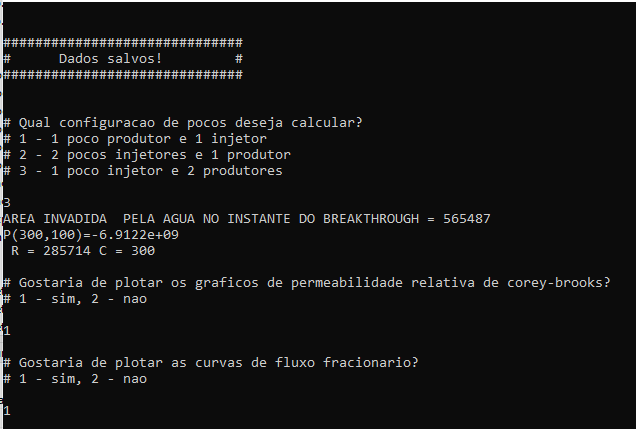 ##############################
#      Dados salvos!         #
##############################
# Qual configuracao de pocos deseja calcular?
# 1 - 1 poco produtor e 1 injetor
# 2 - 2 pocos injetores e 1 produtor
# 3 - 1 poco injetor e 2 produtores
3
AREA INVADIDA  PELA AGUA NO INSTANTE DO BREAKTHROUGH = 565487
P(300,100)=-6.9122e+09
 R = 285714 C = 300
# Gostaria de plotar os graficos de permeabilidade relativa de corey-brooks?
# 1 - sim, 2 - nao
1
# Gostaria de plotar as curvas de fluxo fracionario?
# 1 - sim, 2 - nao
1